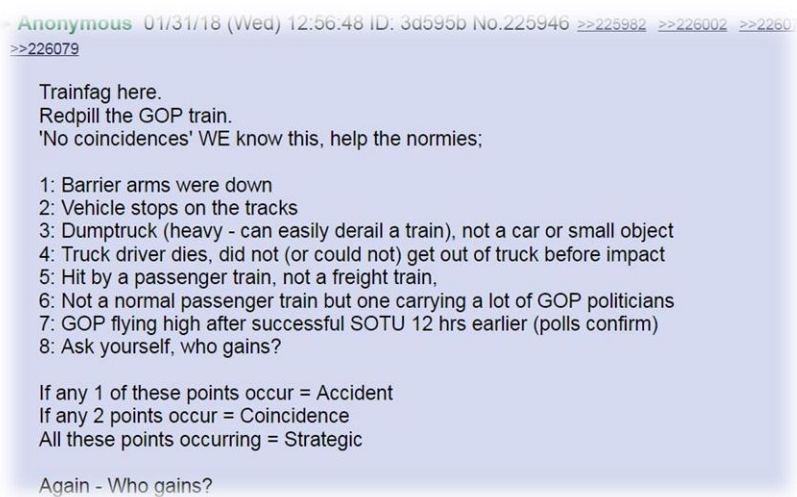 Anonymous 01/31/18 (Wed) 12:56:48 ID: 3d595b No.225946 >>225982 >>226002
>>226079
Trainfag here.
Redpill the GOP train.
'No coincidences' WE know this, help the normies;
1: Barrier arms were down
2: Vehicle stops on the tracks
3: Dumptruck (heavy - can easily derail a train), not a car or small object
4: Truck driver dies, did not (or could not) get out of truck before impact
5: Hit by a passenger train, not a freight train,
6: Not a normal passenger train but one carrying a lot of GOP politicians
7: GOP flying high after successful SOTU 12 hrs earlier (polls confirm)
8: Ask yourself, who gains?
If any 1 of these points occur = Accident
If any 2 points occur = Coincidence
All these points occurring = Strategic
Again - Who gains?